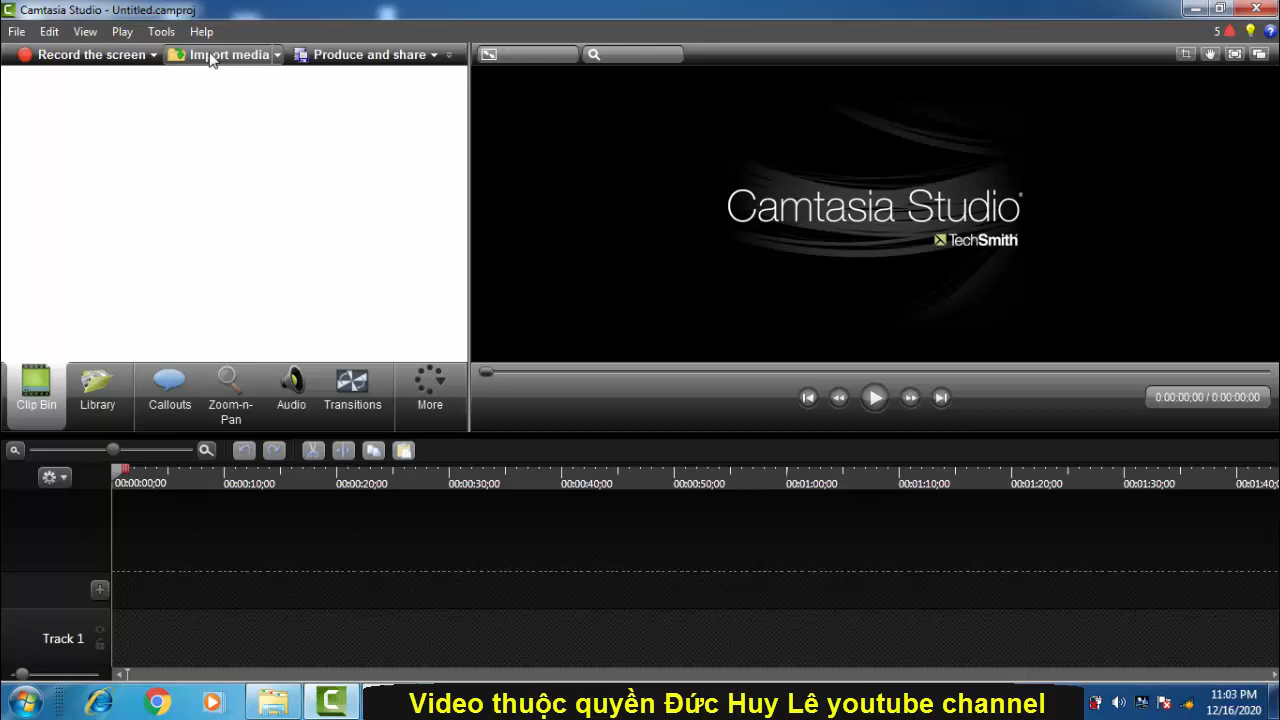 Camtasia Studio - Untitled.camproj
File Edit View Play Tools Help
5
Record the screen Import media Produce and share
Camtasia Studio®
TechSmith
Clip Bin Library Callouts Zoom-n-Pan Audio Transitions More
0:00:00;00 / 0:00:00;00
00:00:00;00 00:00:10;00 00:00:20;00 00:00:30;00 00:00:40;00 00:00:50;00 00:01:00;00 00:01:10;00 00:01:20;00 00:01:30;00 00:01:40;
Track 1
Video thuộc quyền Đức Huy Lê youtube channel
11:03 PM
12/16/2020